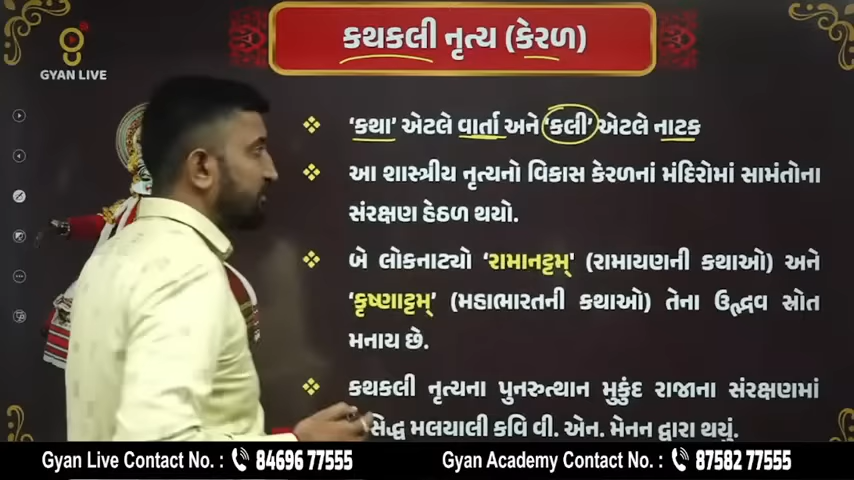 કથકલી નૃત્ય (કેરળ)
GYAN LIVE
'કથા' એટલે વાર્તા અને 'કલી' એટલે નાટક
આ શાસ્ત્રીય નૃત્યનો વિકાસ કેરળનાં મંદિરોમાં સામંતોના
સંરક્ષણ હેઠળ થયો.
બે લોકનાટ્યો 'રામાનટ્ટમ્' (રામાયણની કથાઓ) અને
'કૃષ્ણાટ્ટમ્' (મહાભારતની કથાઓ) તેના ઉદ્ભવ સ્રોત
મનાય છે.
કથકલી નૃત્યના પુનરુત્થાન મુકુંદ રાજાના સંરક્ષણમાં
મલયાલી કવિ વી. એન. મેનન દ્વારા થયું.
Gyan Live Contact No. : 84696 77555
Gyan Academy Contact No. : 87582 77555